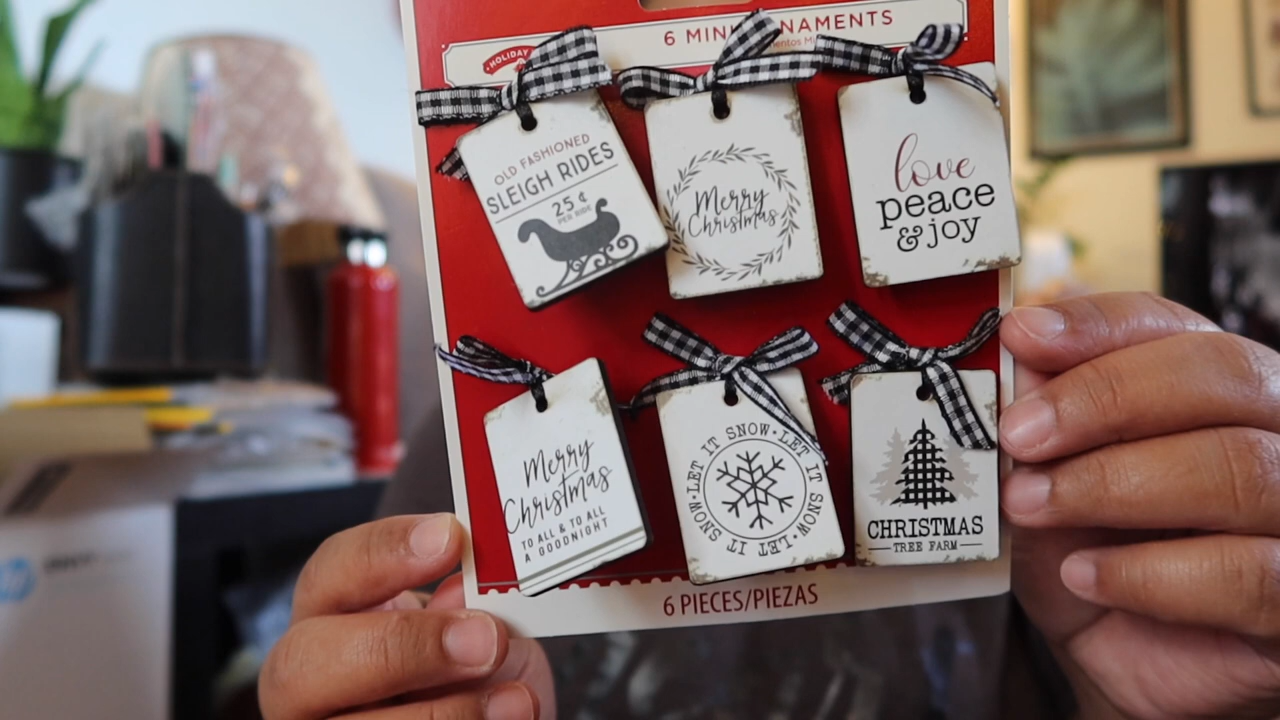 6 MINI ORNAMENTS
HOLIDAY
OLD FASHIONED
SLEIGH RIDES
25 ¢
PER RIDE
Merry
Christmas
love
peace
& joy
Merry
Christmas
TO ALL & TO ALL
A GOODNIGHT
LET IT SNOW·LET IT SNOW·LET IT SNOW·
CHRISTMAS
TREE FARM
6 PIECES/PIEZAS
hp